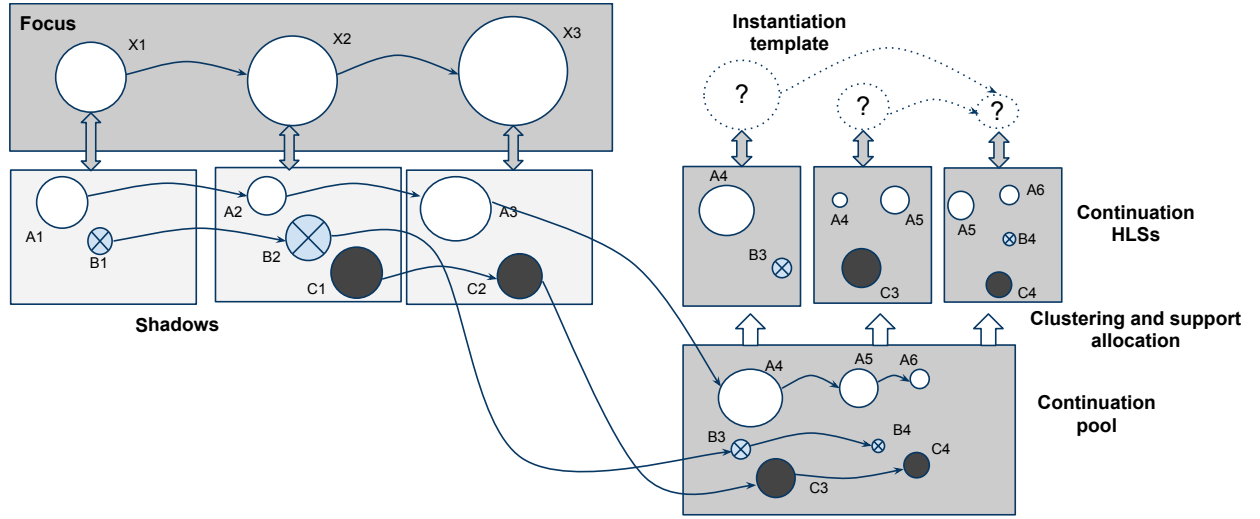 Focus
X1
X2
X3
Instantiation
template
?
?
?
A1
B1
A2
B2
C1
A3
C2
Shadows
A4
B3
A4
A5
C3
A5
A6
B4
C4
Continuation
HLSs
Clustering and support
allocation
A4
A5
A6
B3
B4
C3
C4
Continuation
pool